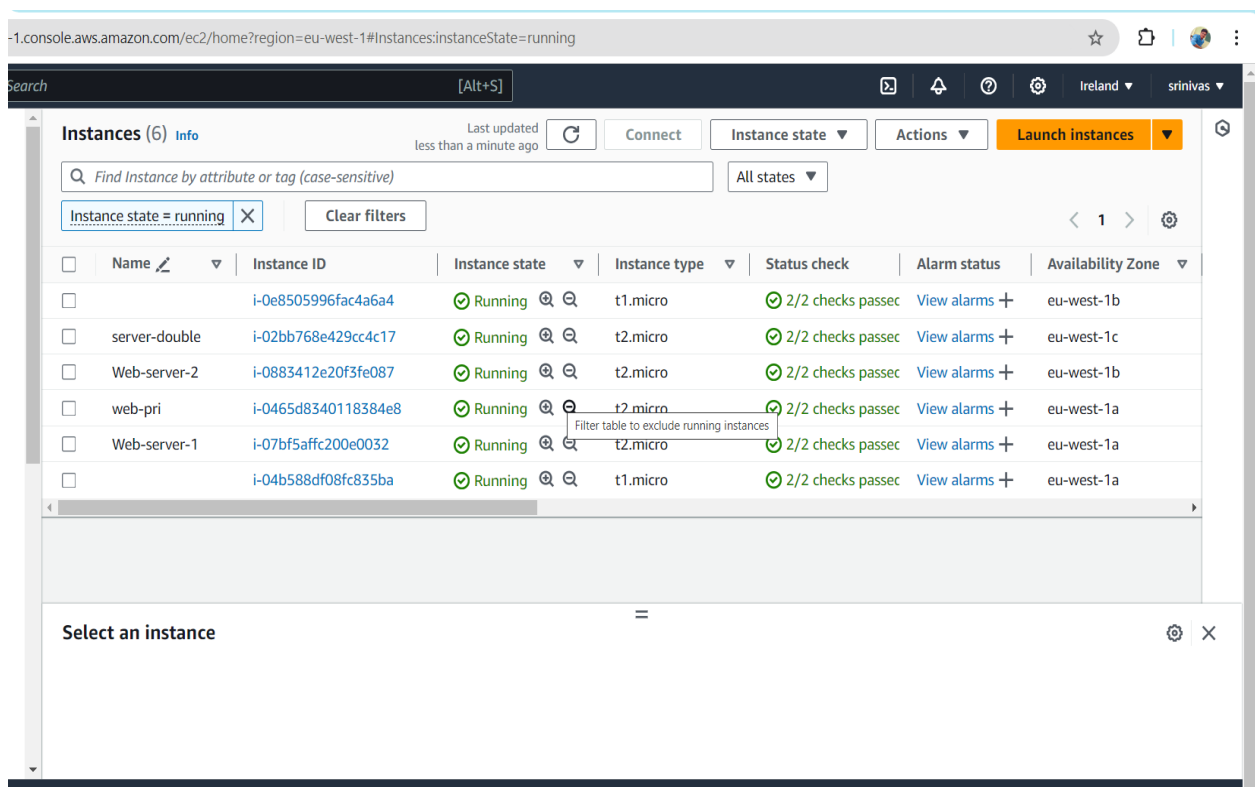 -1.console.aws.amazon.com/ec2/home?region=eu-west-1#Instances:instanceState=running
Search [Alt+S] Ireland srinivas
Instances (6) Info Last updated less than a minute ago Connect Instance state Actions Launch instances
Find Instance by attribute or tag (case-sensitive) All states
Instance state = running Clear filters 1
Name Instance ID Instance state Instance type Status check Alarm status Availability Zone
i-0e8505996fac4a6a4 Running t1.micro 2/2 checks passec View alarms + eu-west-1b
server-double i-02bb768e429cc4c17 Running t2.micro 2/2 checks passec View alarms + eu-west-1c
Web-server-2 i-0883412e20f3fe087 Running t2.micro 2/2 checks passec View alarms + eu-west-1b
web-pri i-0465d8340118384e8 Running t2.micro 2/2 checks passec View alarms + eu-west-1a
Filter table to exclude running instances
Web-server-1 i-07bf5affc200e0032 Running t2.micro 2/2 checks passec View alarms + eu-west-1a
i-04b588df08fc835ba Running t1.micro 2/2 checks passec View alarms + eu-west-1a
Select an instance